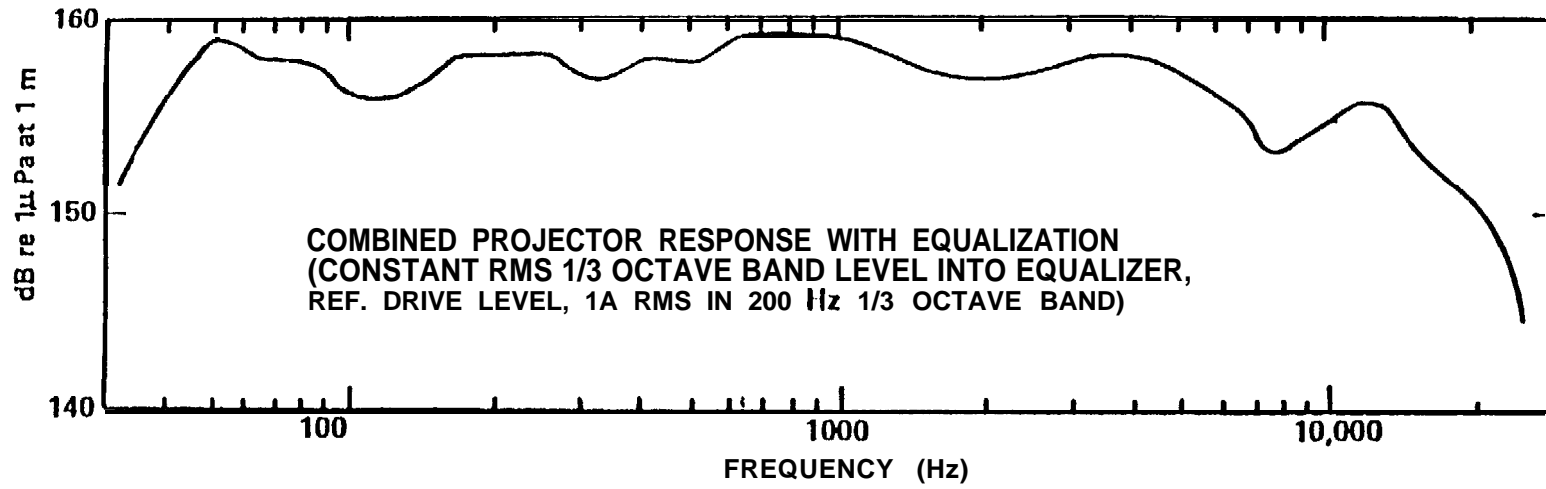 160
150
140
dB re 1µ Pa at 1 m
COMBINED PROJECTOR RESPONSE WITH EQUALIZATION
(CONSTANT RMS 1/3 OCTAVE BAND LEVEL INTO EQUALIZER,
REF. DRIVE LEVEL, 1A RMS IN 200 Hz 1/3 OCTAVE BAND)
100 1000 10,000
FREQUENCY (Hz)